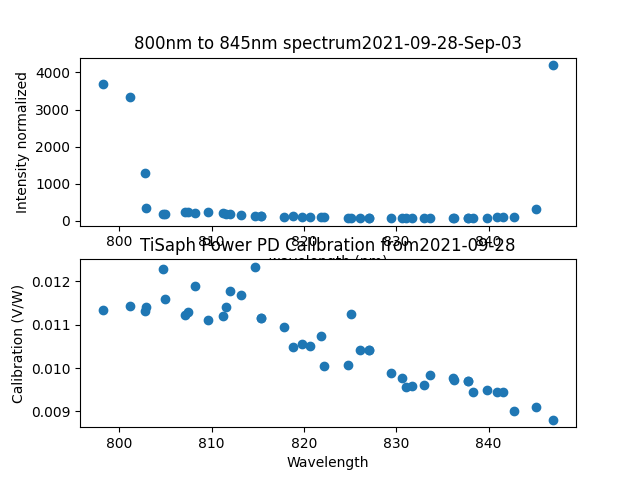 800nm to 845nm spectrum2021-09-28-Sep-03
Intensity normalized
4000
3000
2000
1000
0
800 810 820 830 840
wavelength (nm)
TiSaph Power PD Calibration from2021-09-28
Calibration (V/W)
0.012
0.011
0.010
0.009
800 810 820 830 840
Wavelength